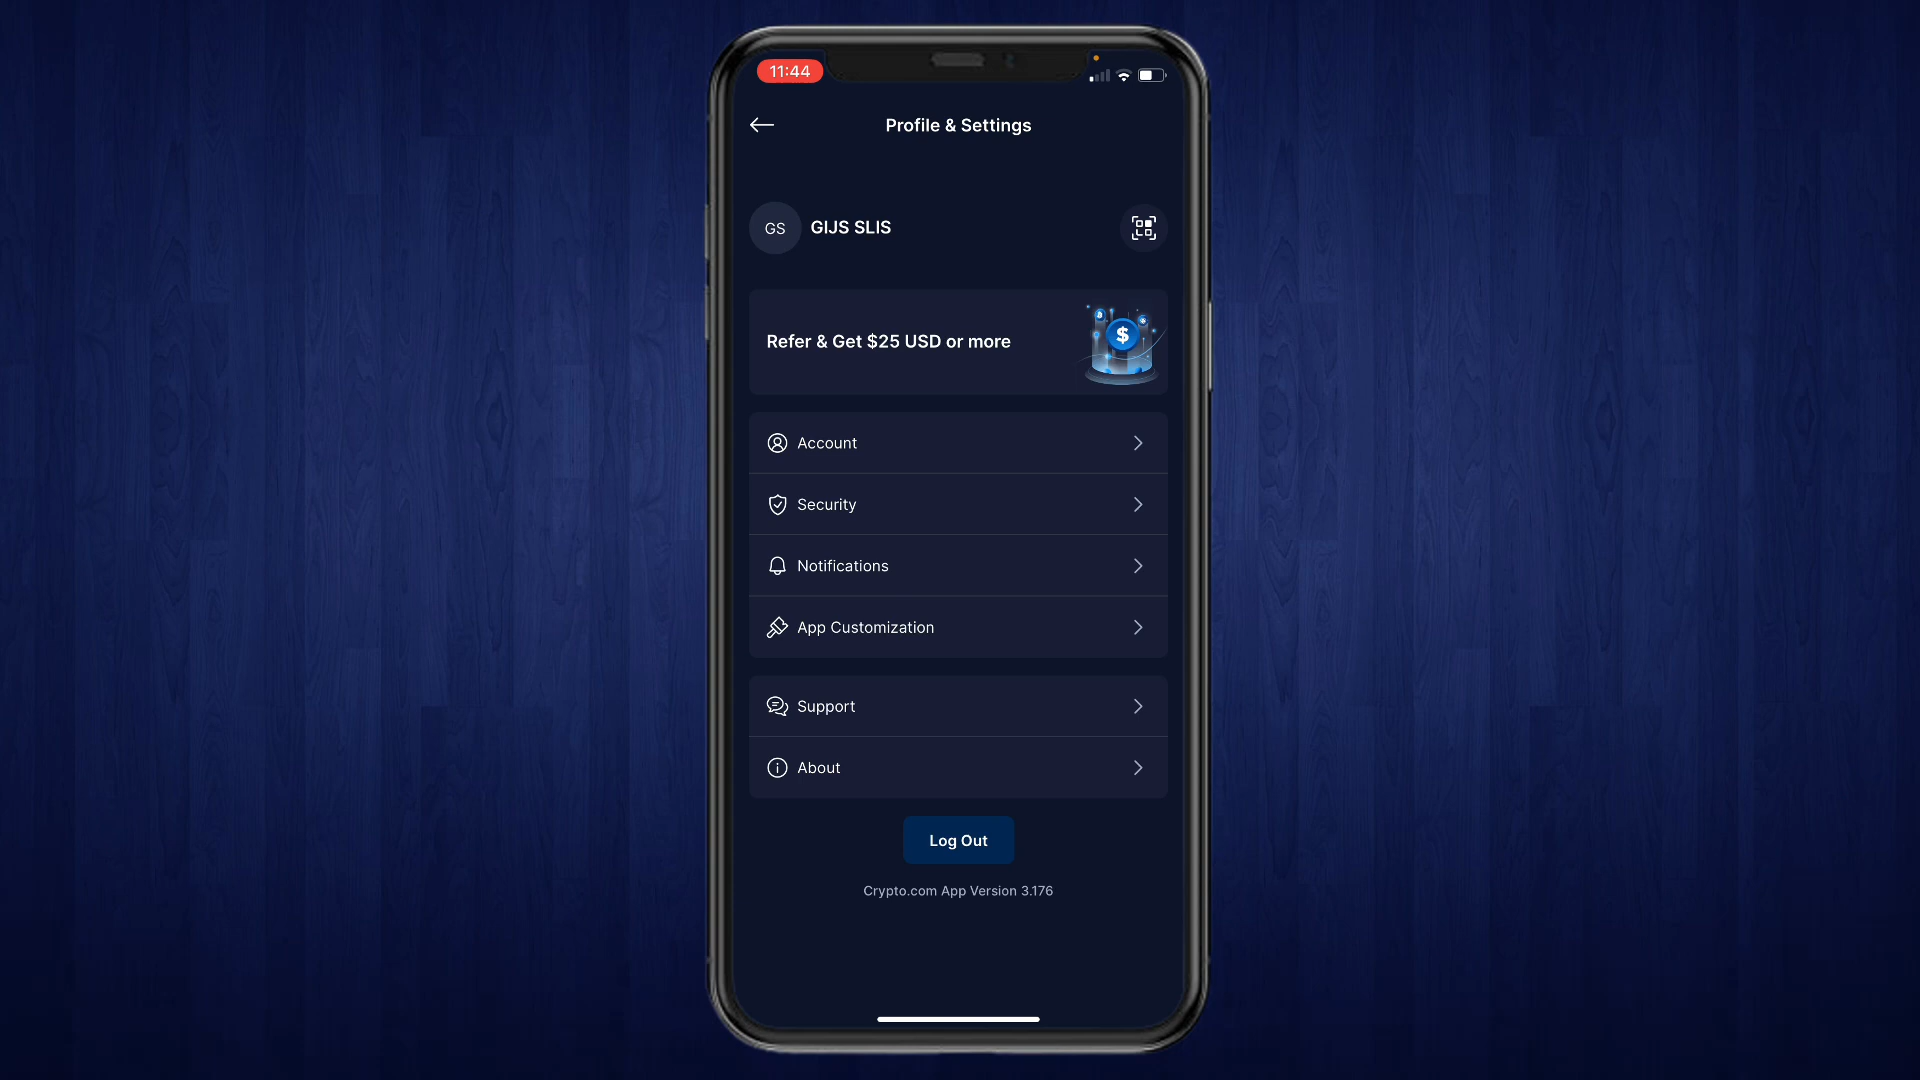 11:44
Profile & Settings
GS
GIJS SLIS
Refer & Get $25 USD or more
Account
Security
Notifications
App Customization
Support
About
Log Out
Crypto.com App Version 3.176